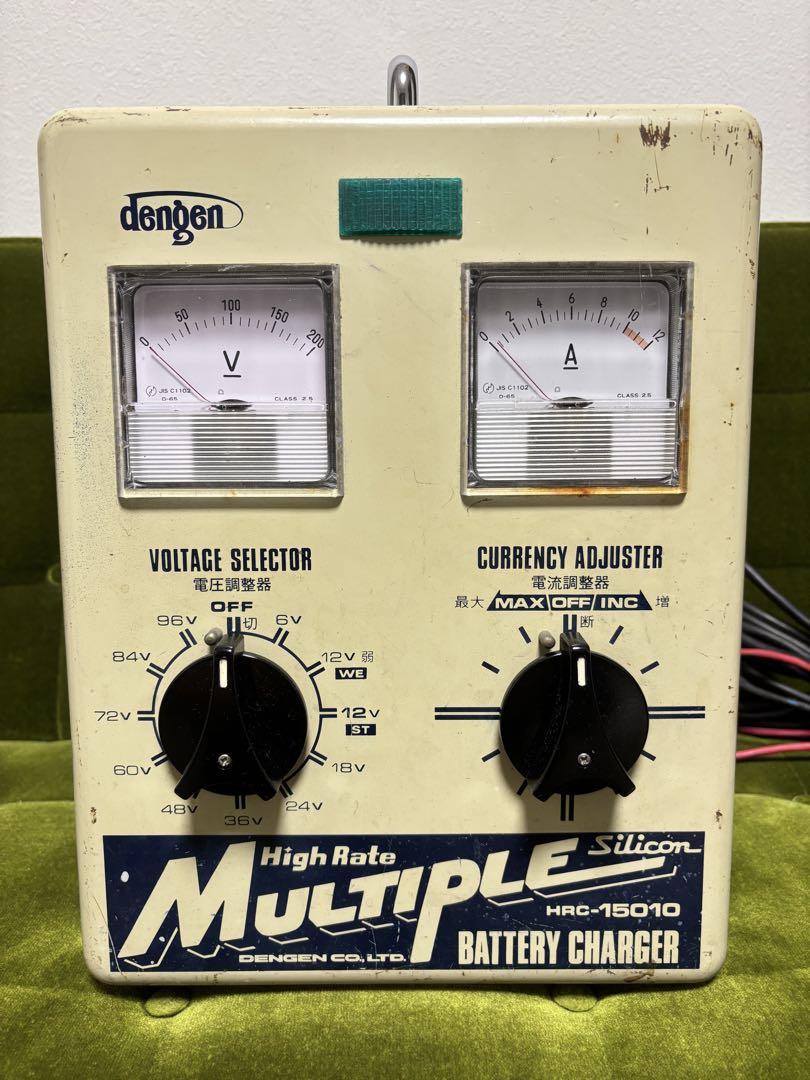 dengen
0 50 100 150 200
V
JIS C1102
D-65 CLASS 2.5
0 2 4 6 8 10 12
A
JIS C1102
D-65 CLASS 2.5
VOLTAGE SELECTOR
電圧調整器
OFF
切
6V
12V 弱
WE
12V
ST
18V
24V
36V
48V
60V
72V
84V
96V
CURRENCY ADJUSTER
電流調整器
最大 MAX OFF INC 増
断
High Rate
MULTIPLE Silicon
HRC-15010
DENGEN CO., LTD. BATTERY CHARGER